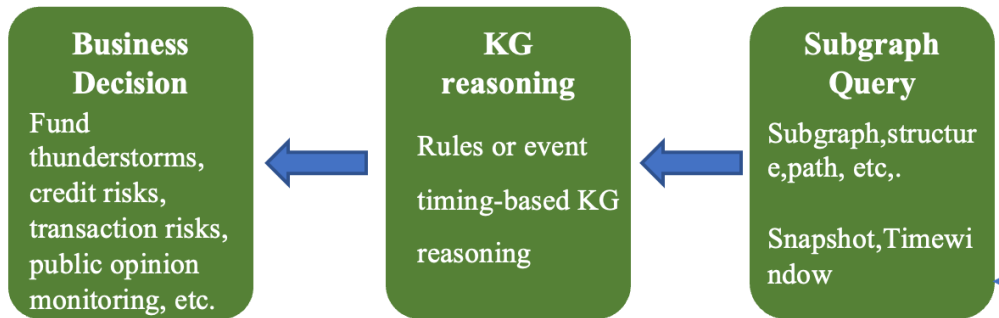 Business
Decision
Fund
thunderstorms,
credit risks,
transaction risks,
public opinion
monitoring, etc.
KG
reasoning
Rules or event
timing-based KG
reasoning
Subgraph
Query
Subgraph,structur
e,path, etc,.
Snapshot,Timewi
ndow